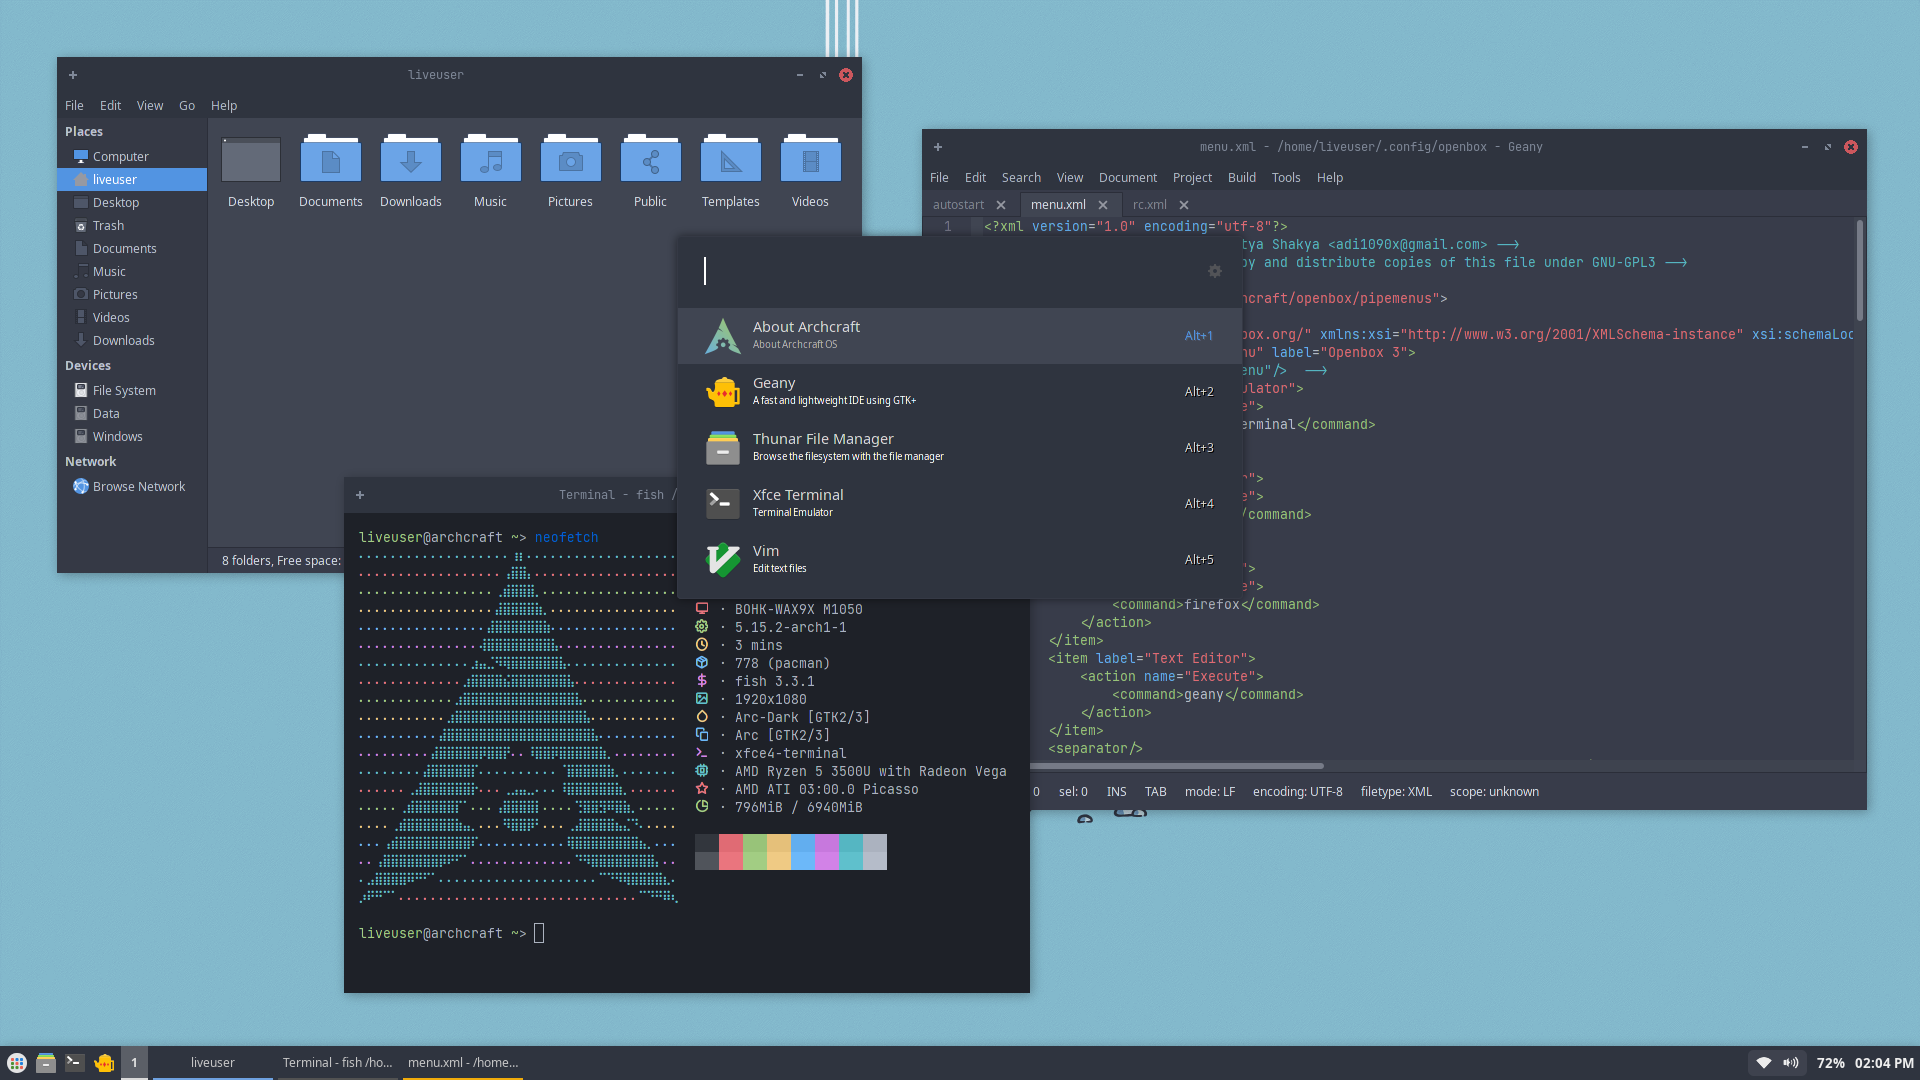 liveuser
File Edit View Go Help
Places
Computer
liveuser
Desktop
Trash
Documents
Music
Pictures
Videos
Downloads
Devices
File System
Data
Windows
Network
Browse Network
Desktop Documents Downloads Music Pictures Public Templates Videos
8 folders, Free space:
menu.xml - /home/liveuser/.config/openbox - Geany
File Edit Search View Document Project Build Tools Help
autostart menu.xml rc.xml
1 <?xml version="1.0" encoding="utf-8"?>
tya Shakya <adi1090x@gmail.com> -->
y and distribute copies of this file under GNU-GPL3 -->
craft/openbox/pipemenus">
box.org/" xmlns:xsi="http://www.w3.org/2001/XMLSchema-instance" xsi:schemaLoc
nu" label="Openbox 3">
enu"/> -->
ulator">
e">
erminal</command>
r">
e">
/command>
">
e">
<command>firefox</command>
</action>
</item>
<item label="Text Editor">
<action name="Execute">
<command>geany</command>
</action>
</item>
<separator/>
0 sel: 0 INS TAB mode: LF encoding: UTF-8 filetype: XML scope: unknown
About Archcraft
About Archcraft OS
Alt+1
Geany
A fast and lightweight IDE using GTK+
Alt+2
Thunar File Manager
Browse the filesystem with the file manager
Alt+3
Xfce Terminal
Terminal Emulator
Alt+4
Vim
Edit text files
Alt+5
Terminal - fish /
liveuser@archcraft ~> neofetch
· BOHK-WAX9X M1050
· 5.15.2-arch1-1
· 3 mins
· 778 (pacman)
· fish 3.3.1
· 1920x1080
· Arc-Dark [GTK2/3]
· Arc [GTK2/3]
· xfce4-terminal
· AMD Ryzen 5 3500U with Radeon Vega
· AMD ATI 03:00.0 Picasso
· 796MiB / 6940MiB
liveuser@archcraft ~>
1 liveuser Terminal - fish /ho... menu.xml - /home... 72% 02:04 PM